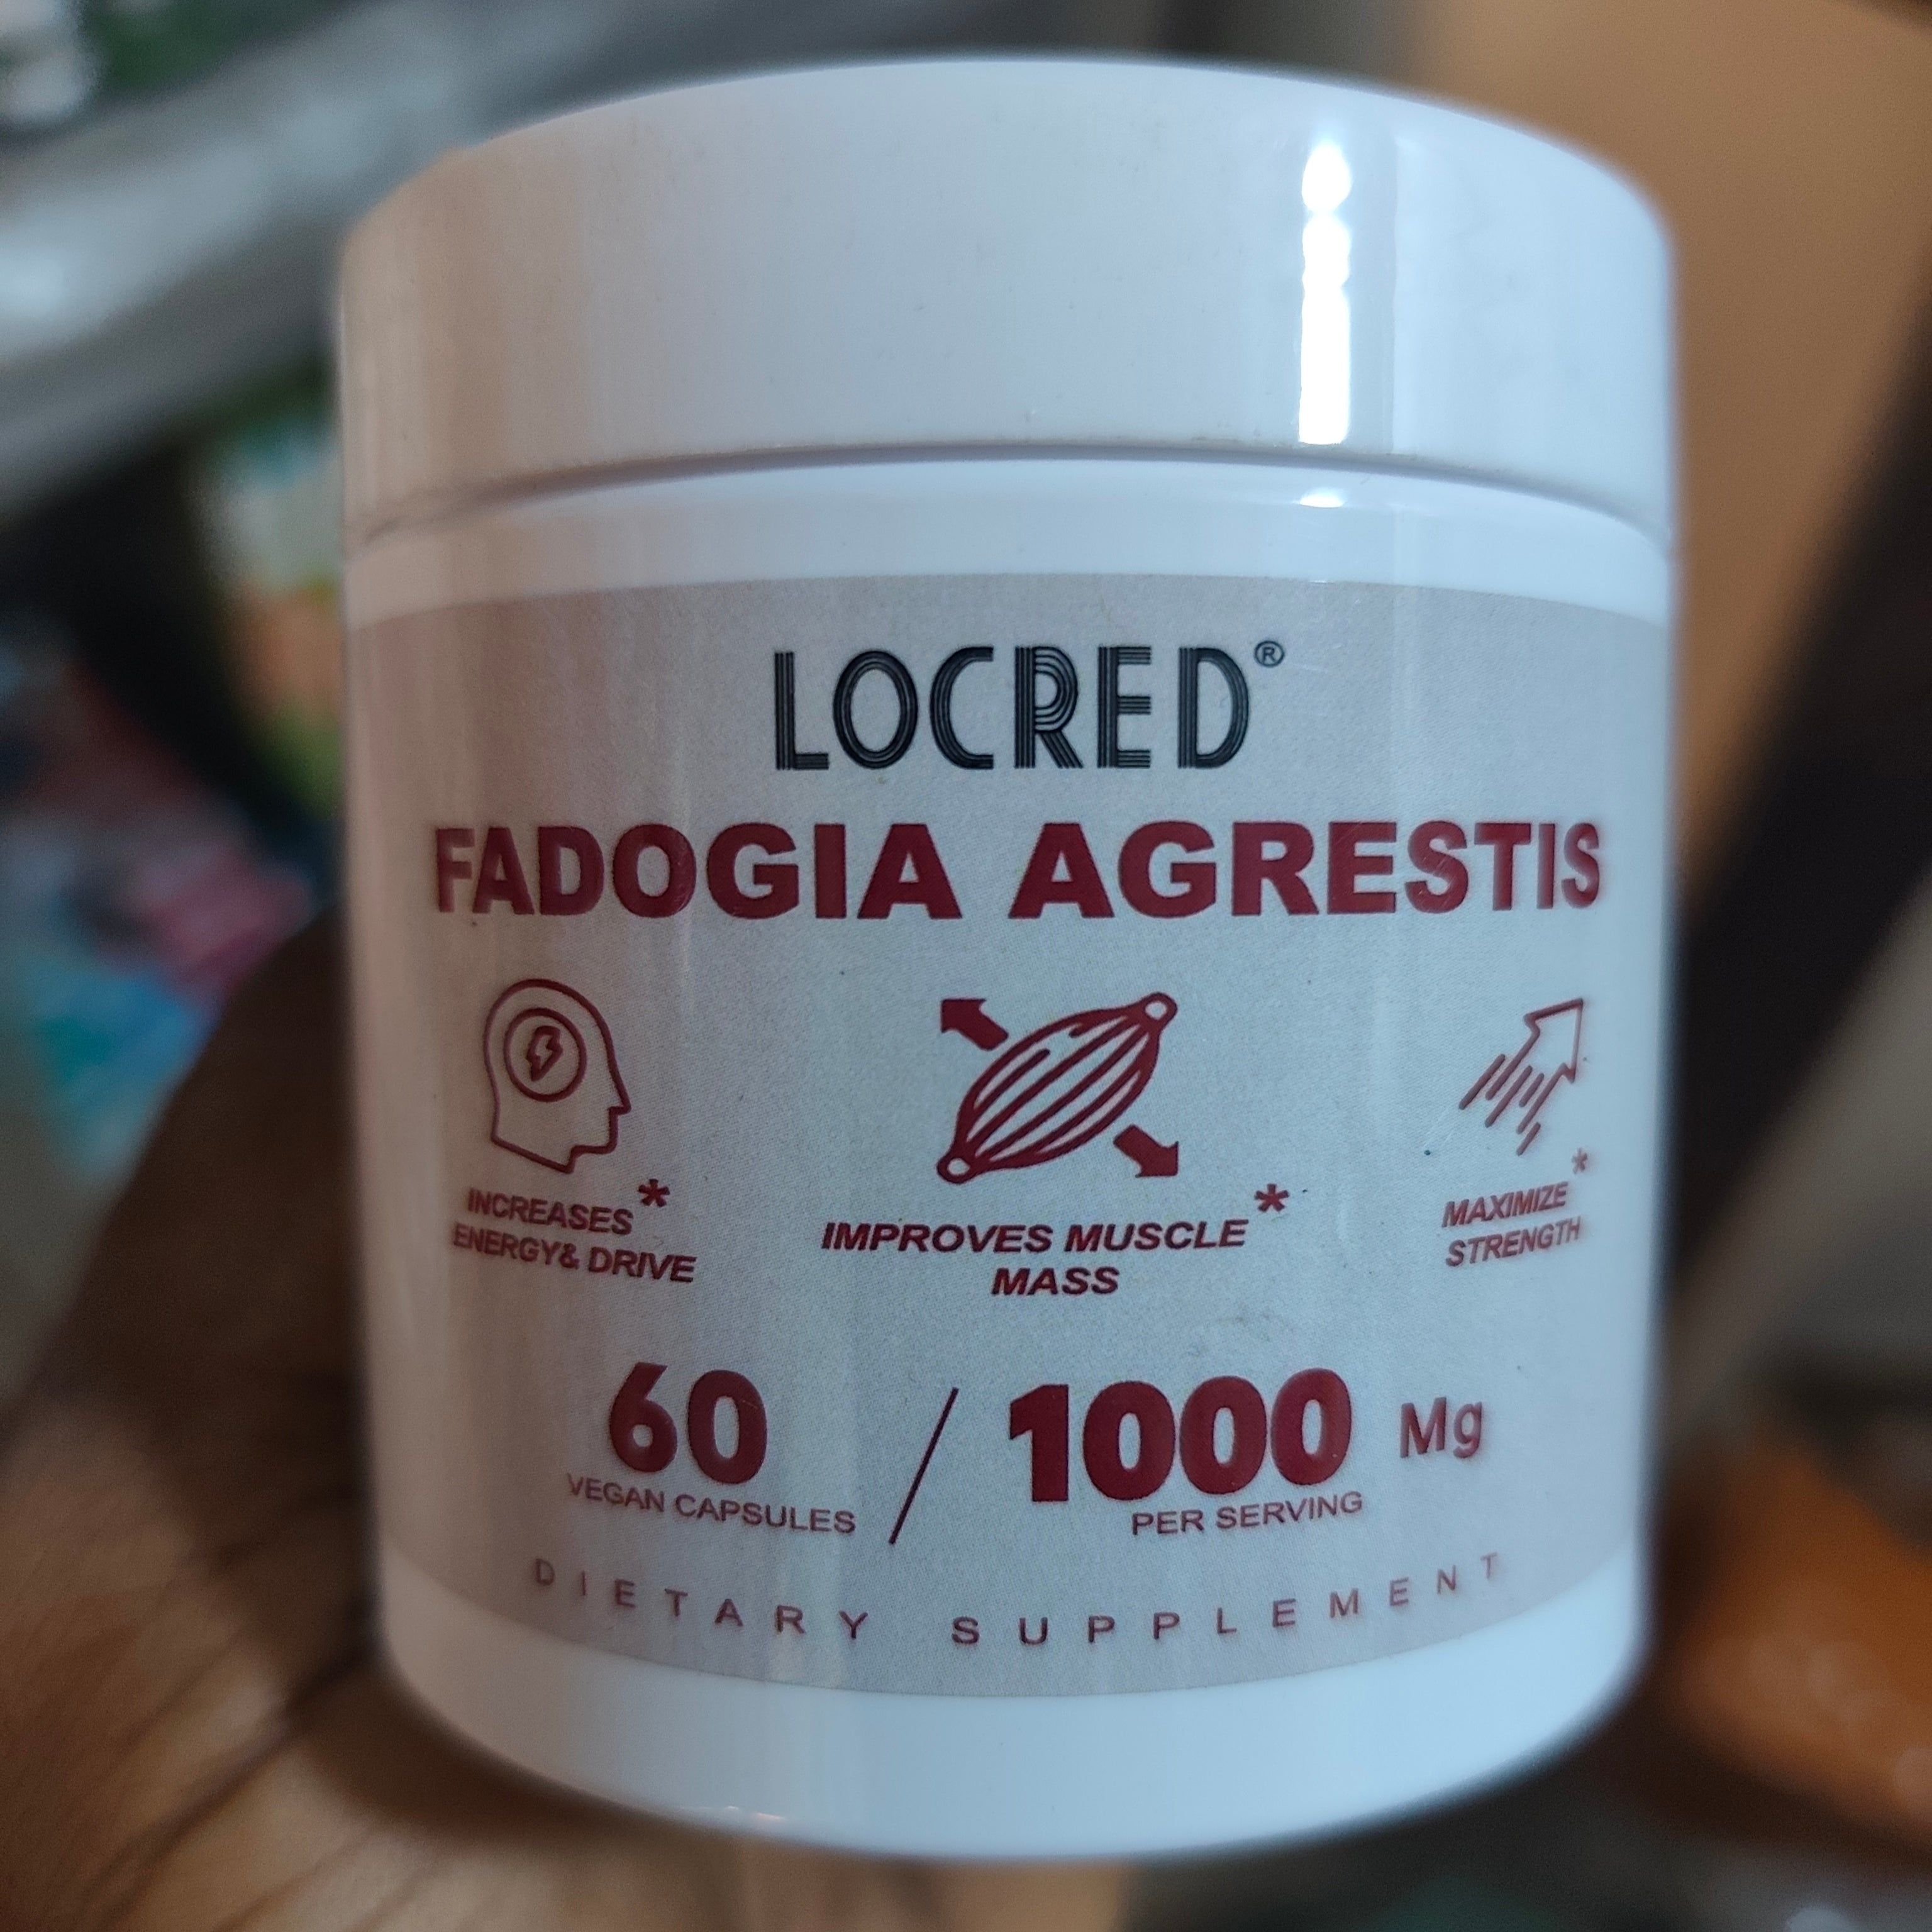 LOCRED®
FADOGIA AGRESTIS
INCREASES*
ENERGY& DRIVE
IMPROVES MUSCLE*
MASS
MAXIMIZE*
STRENGTH
60
VEGAN CAPSULES
/
1000 Mg
PER SERVING
DIETARY SUPPLEMENT